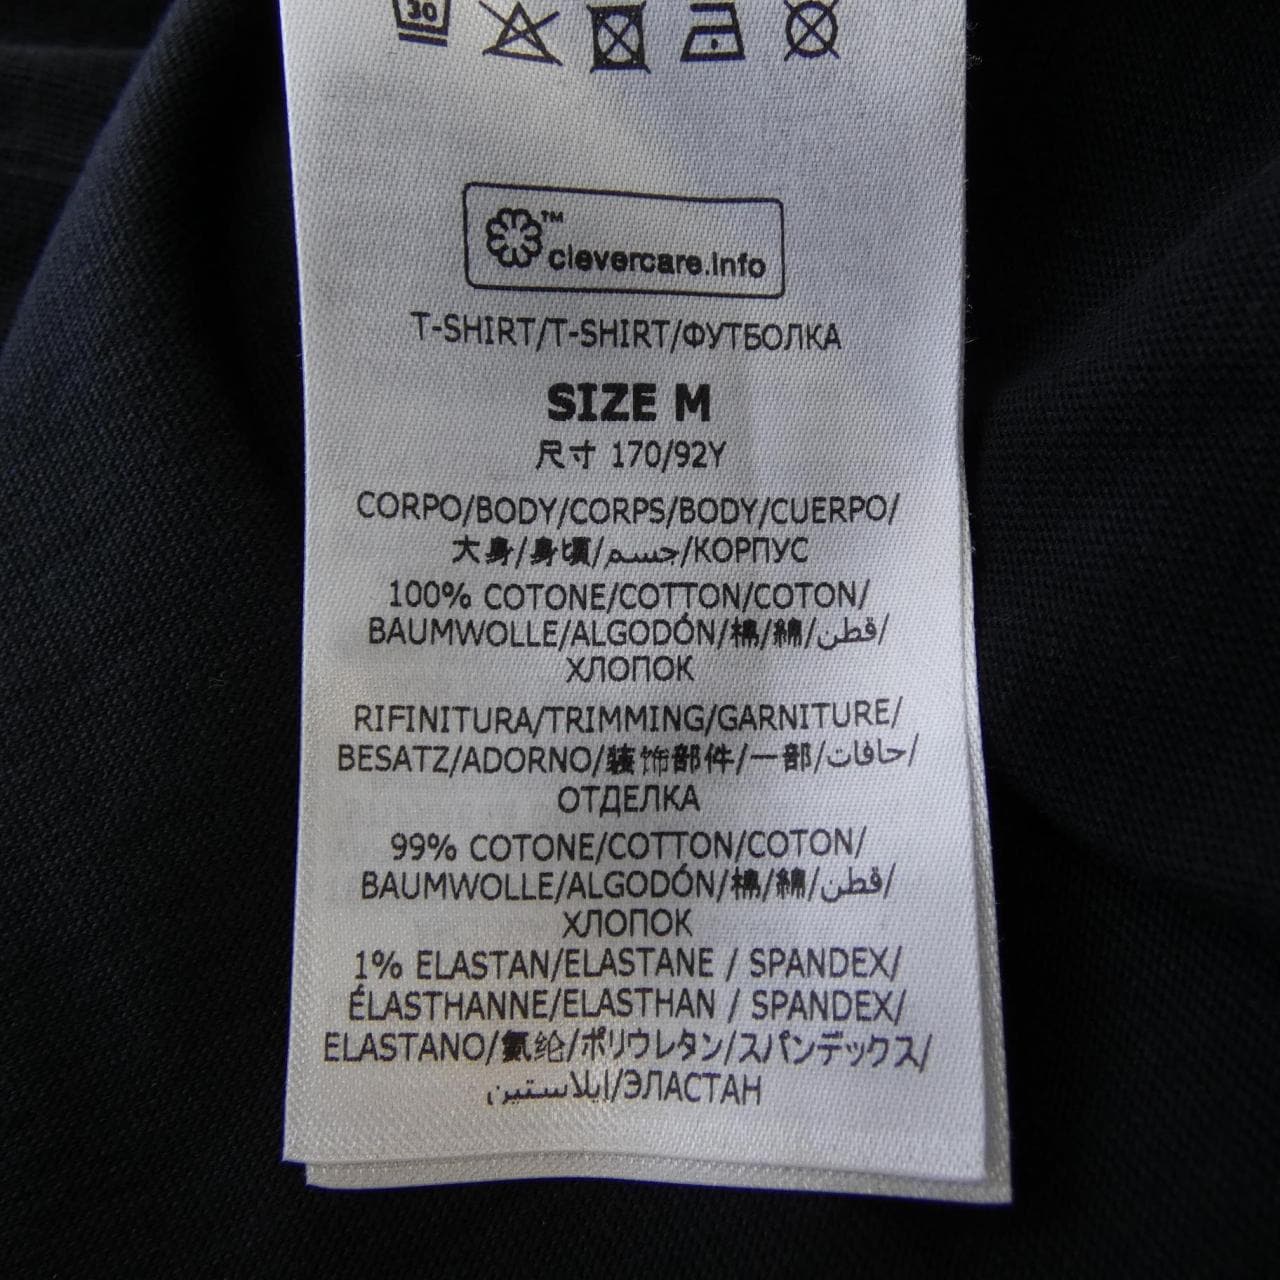 30
™
clevercare.info
T-SHIRT/T-SHIRT/ФУТБОЛКА
SIZE M
尺寸 170/92Y
CORPO/BODY/CORPS/BODY/CUERPO/
大身/身頃/جسم/КОРПУС
100% COTONE/COTTON/COTON/
BAUMWOLLE/ALGODÓN/棉/綿/قطن/
ХЛОПОК
RIFINITURA/TRIMMING/GARNITURE/
BESATZ/ADORNO/装饰部件/一部/حافات/
ОТДЕЛКА
99% COTONE/COTTON/COTON/
BAUMWOLLE/ALGODÓN/棉/綿/قطن/
ХЛОПОК
1% ELASTAN/ELASTANE / SPANDEX/
ÉLASTHANNE/ELASTHAN / SPANDEX/
ELASTANO/氨纶/ポリウレタン/スパンデックス/
ايلاستين/ЭЛАСТАН